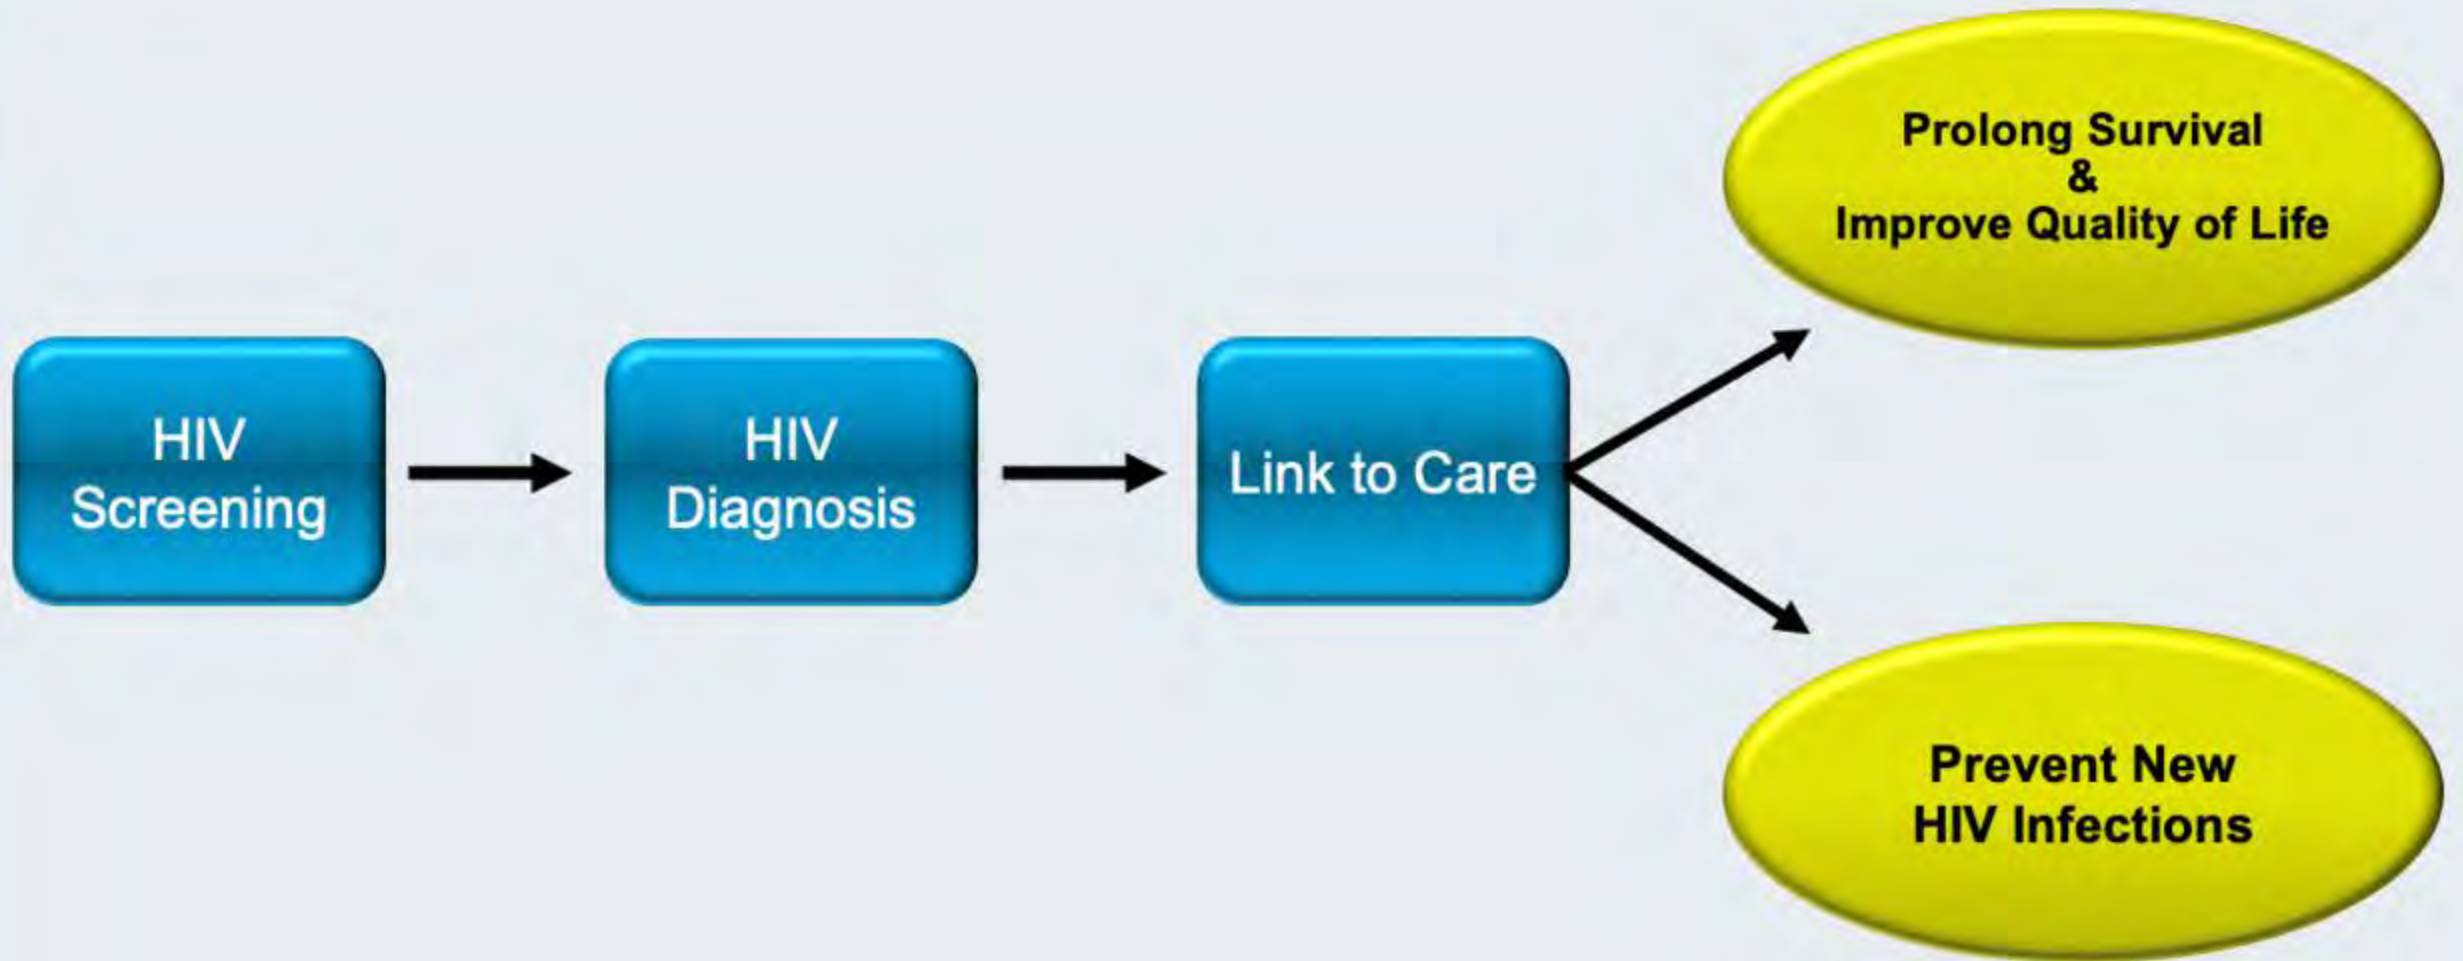 HIV
Screening
HIV
Diagnosis
Link to Care
Prolong Survival
&
Improve Quality of Life
Prevent New
HIV Infections